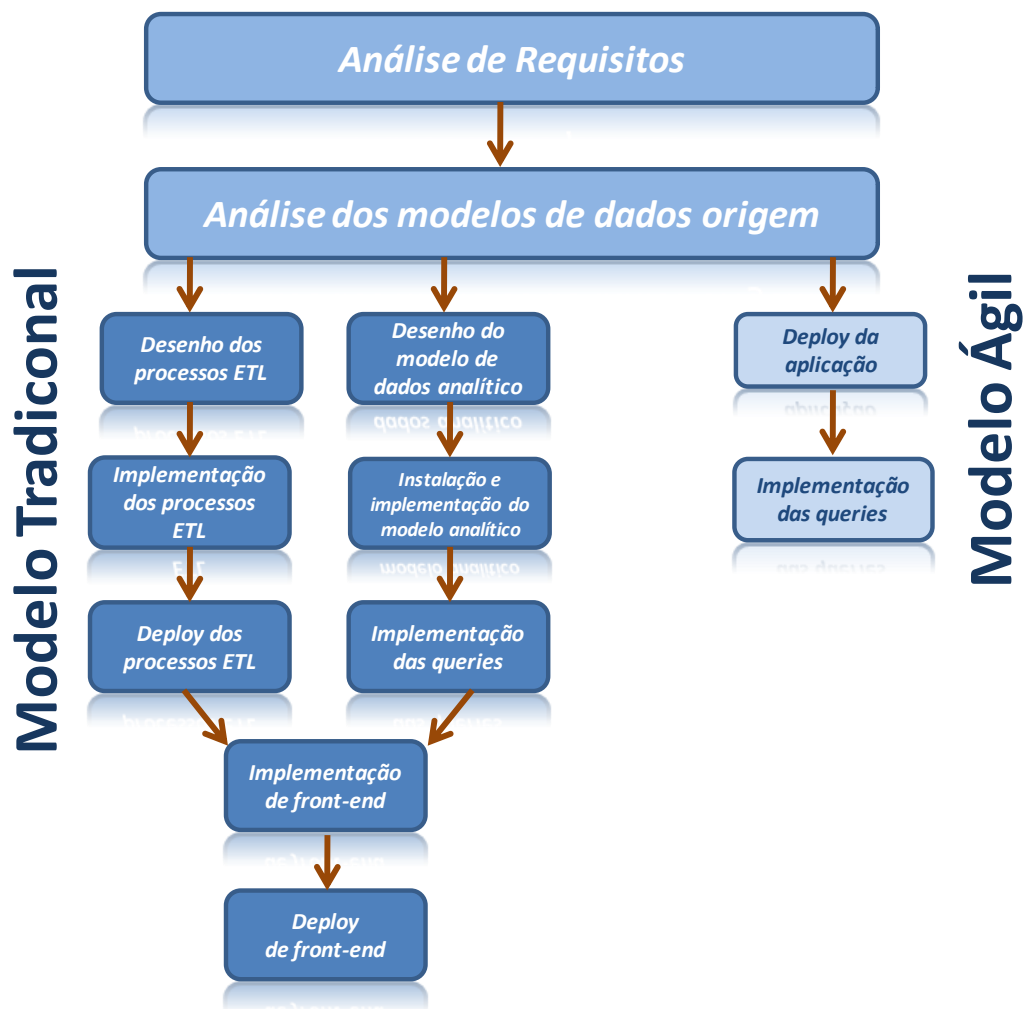 Análise de Requisitos
Análise dos modelos de dados origem
Modelo Tradiconal
Desenho dos
processos ETL
Implementação
dos processos
ETL
Deploy dos
processos ETL
Desenho do
modelo de
dados analítico
Instalação e
implementação do
modelo analítico
Implementação
das queries
Implementação
de front-end
Deploy
de front-end
Deploy da
aplicação
Implementação
das queries
Modelo Ágil